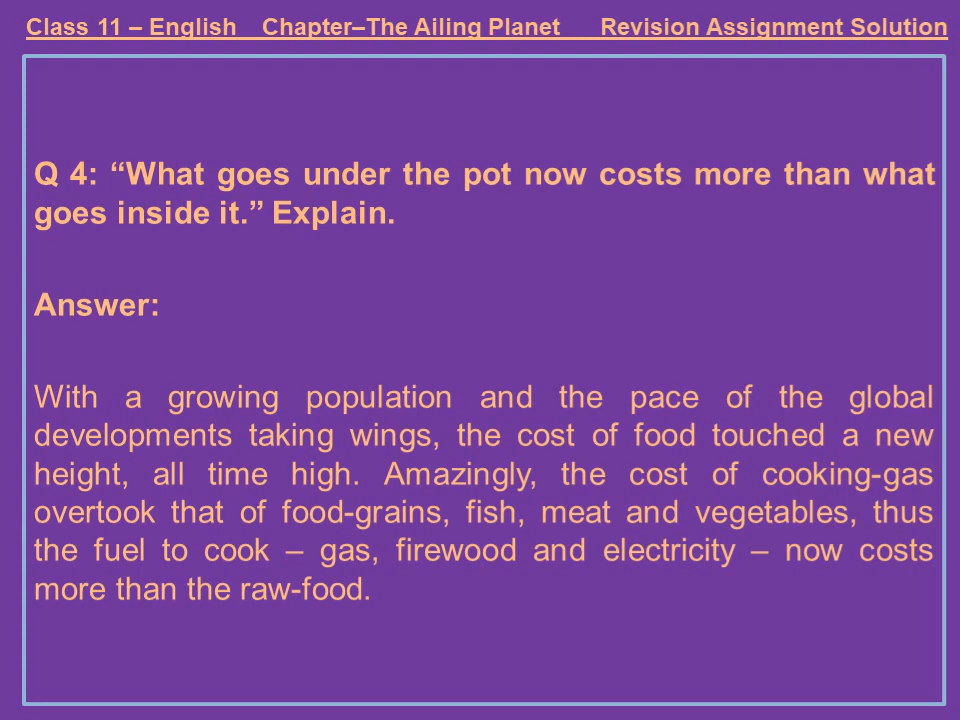 Class 11 – English    Chapter–The Ailing Planet      Revision Assignment Solution
Q 4: “What goes under the pot now costs more than what
goes inside it.” Explain.
Answer:
With a growing population and the pace of the global
developments taking wings, the cost of food touched a new
height, all time high. Amazingly, the cost of cooking-gas
overtook that of food-grains, fish, meat and vegetables, thus
the fuel to cook – gas, firewood and electricity – now costs
more than the raw-food.